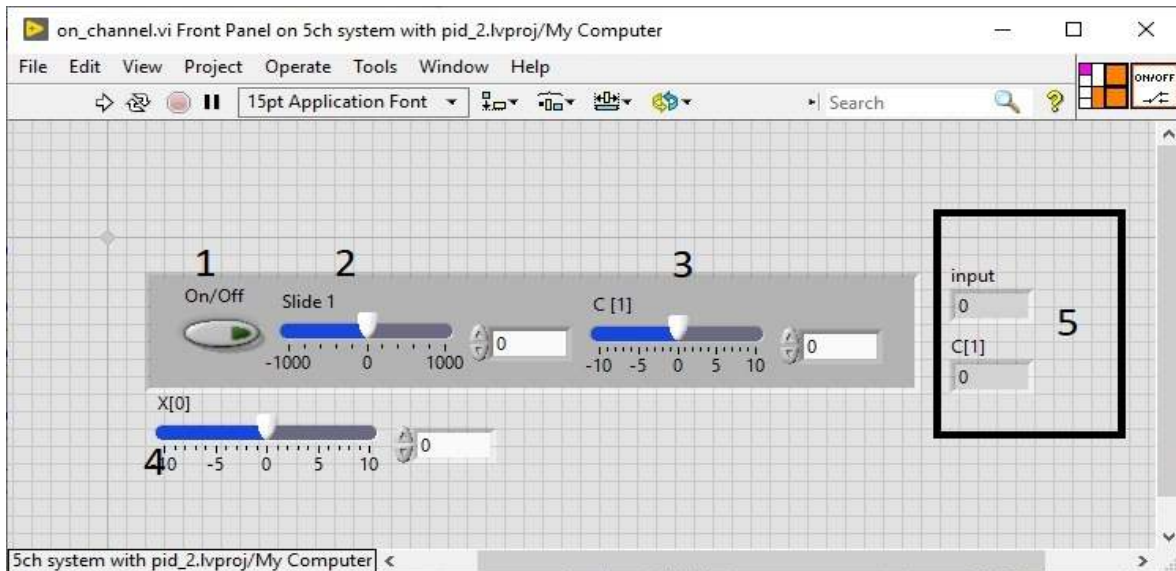 on_channel.vi Front Panel on 5ch system with pid_2.lvproj/My Computer
File Edit View Project Operate Tools Window Help
15pt Application Font Search ? ON/OFF
1 2 3
On/Off Slide 1 C [1]
0 0
-1000 0 1000 -10 -5 0 5 10
input
0
C[1]
0
5
X[0]
0
4
-5 0 5 10
5ch system with pid_2.lvproj/My Computer